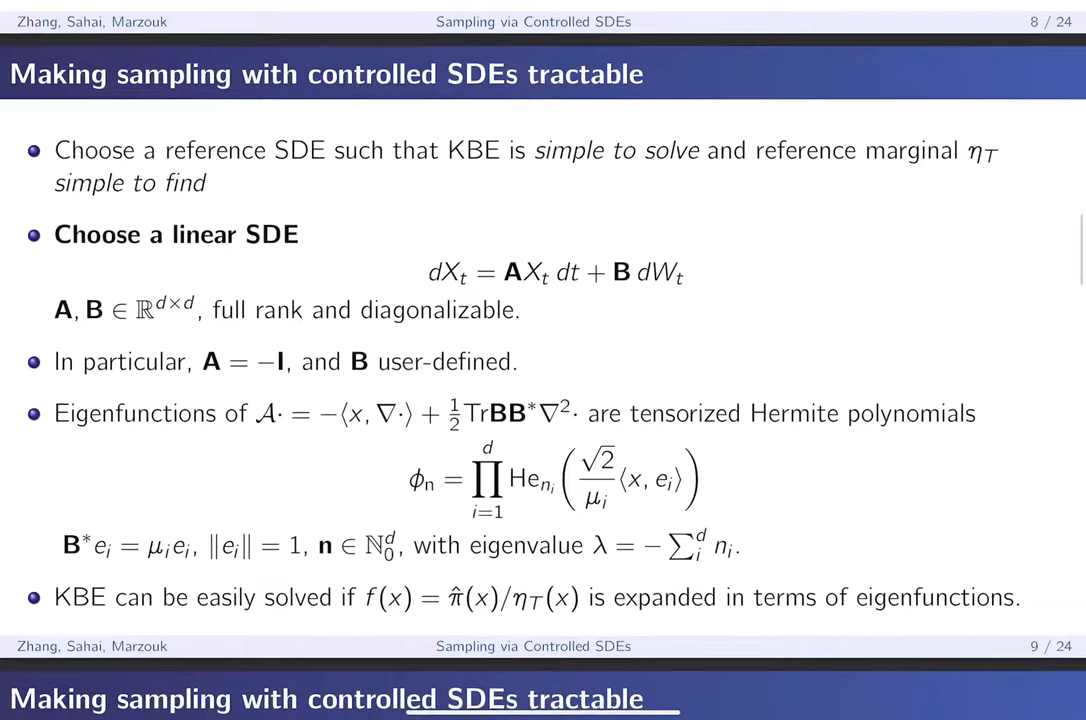 Zhang, Sahai, Marzouk Sampling via Controlled SDEs 8 / 24
Making sampling with controlled SDEs tractable
Choose a reference SDE such that KBE is simple to solve and reference marginal η_T
simple to find
Choose a linear SDE
dX_t = AX_t dt + B dW_t
A, B ∈ ℝ^{d×d}, full rank and diagonalizable.
In particular, A = −I, and B user-defined.
Eigenfunctions of 𝒜· = −⟨x, ∇·⟩ + ½TrBB*∇²· are tensorized Hermite polynomials
ϕ_n = ∏_{i=1}^{d} He_{n_i}(√2/μ_i ⟨x, e_i⟩)
B*e_i = μ_i e_i, ‖e_i‖ = 1, n ∈ ℕ_0^d, with eigenvalue λ = −∑_i^d n_i.
KBE can be easily solved if f(x) = π̂(x)/η_T(x) is expanded in terms of eigenfunctions.
Zhang, Sahai, Marzouk Sampling via Controlled SDEs 9 / 24
Making sampling with controlled SDEs tractable